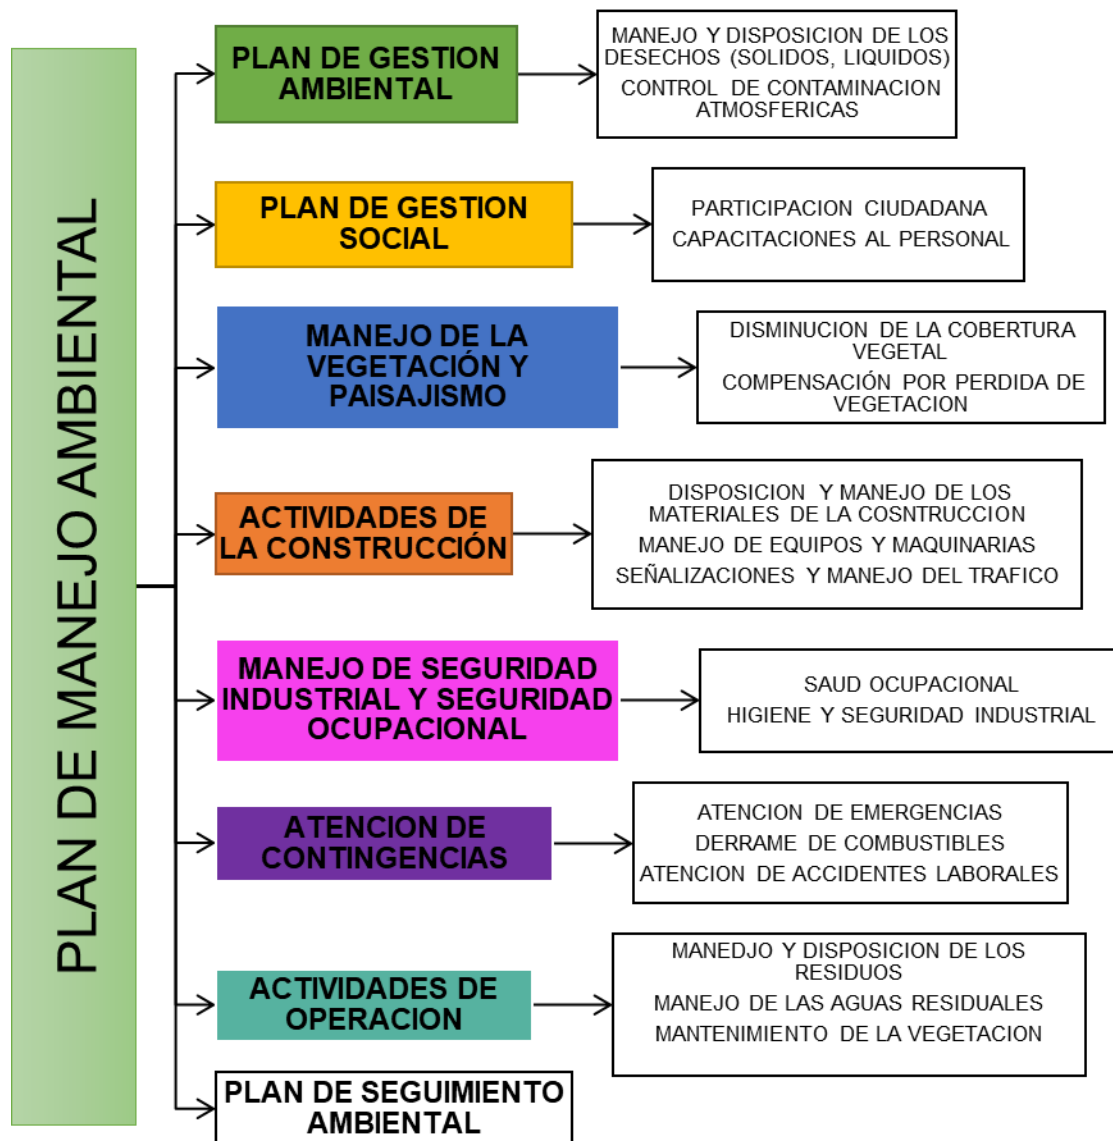 PLAN DE MANEJO AMBIENTAL
PLAN DE GESTION
AMBIENTAL
MANEJO Y DISPOSICION DE LOS
DESECHOS (SOLIDOS, LIQUIDOS)
CONTROL DE CONTAMINACION
ATMOSFERICAS
PLAN DE GESTION
SOCIAL
PARTICIPACION CIUDADANA
CAPACITACIONES AL PERSONAL
MANEJO DE LA
VEGETACIÓN Y
PAISAJISMO
DISMINUCION DE LA COBERTURA
VEGETAL
COMPENSACIÓN POR PERDIDA DE
VEGETACION
ACTIVIDADES DE
LA CONSTRUCCIÓN
DISPOSICION Y MANEJO DE LOS
MATERIALES DE LA COSNTRUCCION
MANEJO DE EQUIPOS Y MAQUINARIAS
SEÑALIZACIONES Y MANEJO DEL TRAFICO
MANEJO DE SEGURIDAD
INDUSTRIAL Y SEGURIDAD
OCUPACIONAL
SAUD OCUPACIONAL
HIGIENE Y SEGURIDAD INDUSTRIAL
ATENCION DE
CONTINGENCIAS
ATENCION DE EMERGENCIAS
DERRAME DE COMBUSTIBLES
ATENCION DE ACCIDENTES LABORALES
ACTIVIDADES DE
OPERACION
MANEDJO Y DISPOSICION DE LOS
RESIDUOS
MANEJO DE LAS AGUAS RESIDUALES
MANTENIMIENTO DE LA VEGETACION
PLAN DE SEGUIMIENTO
AMBIENTAL